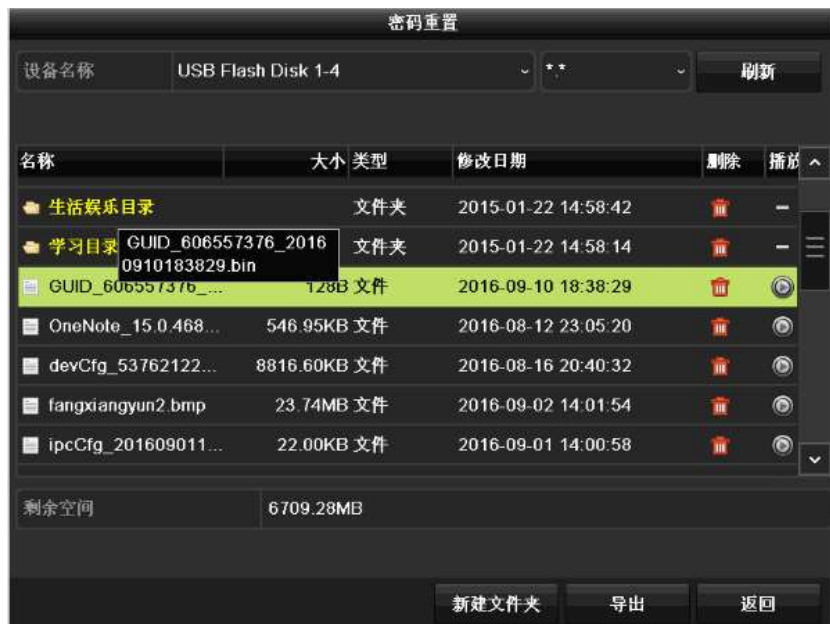 密码重置
设备名称 USB Flash Disk 1-4 *.* 刷新
名称 大小 类型 修改日期 删除 播放
生活娱乐目录 文件夹 2015-01-22 14:58:42
学习目录 文件夹 2015-01-22 14:58:14
GUID_606557376_2016
0910183829.bin
GUID_606557376_... 128B 文件 2016-09-10 18:38:29
OneNote_15.0.468... 546.95KB 文件 2016-08-12 23:05:20
devCfg_53762122... 8816.60KB 文件 2016-08-16 20:40:32
fangxiangyun2.bmp 23.74MB 文件 2016-09-02 14:01:54
ipcCfg_201609011... 22.00KB 文件 2016-09-01 14:00:58
剩余空间 6709.28MB
新建文件夹 导出 返回